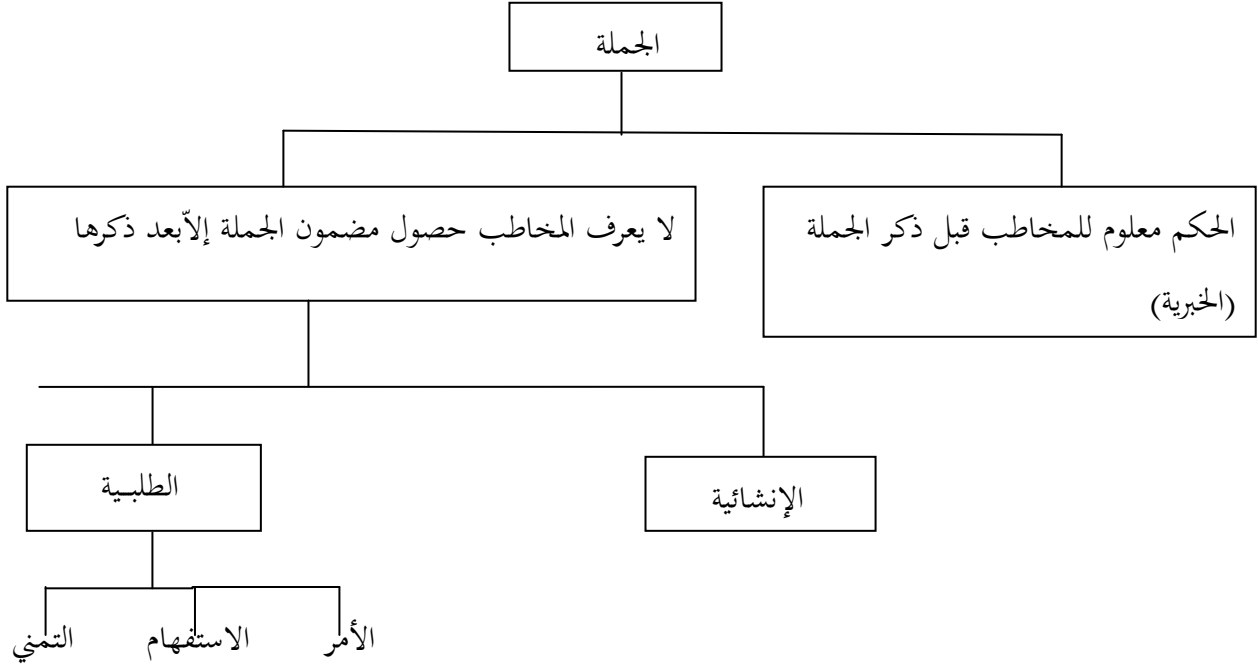 الجملة
الحكم معلوم للمخاطب قبل ذكر الجملة
(الخبرية)
لا يعرف المخاطب حصول مضمون الجملة إلاّبعد ذكرها
الإنشائية
الطلبـية
الأمر
الاستفهام
التمني